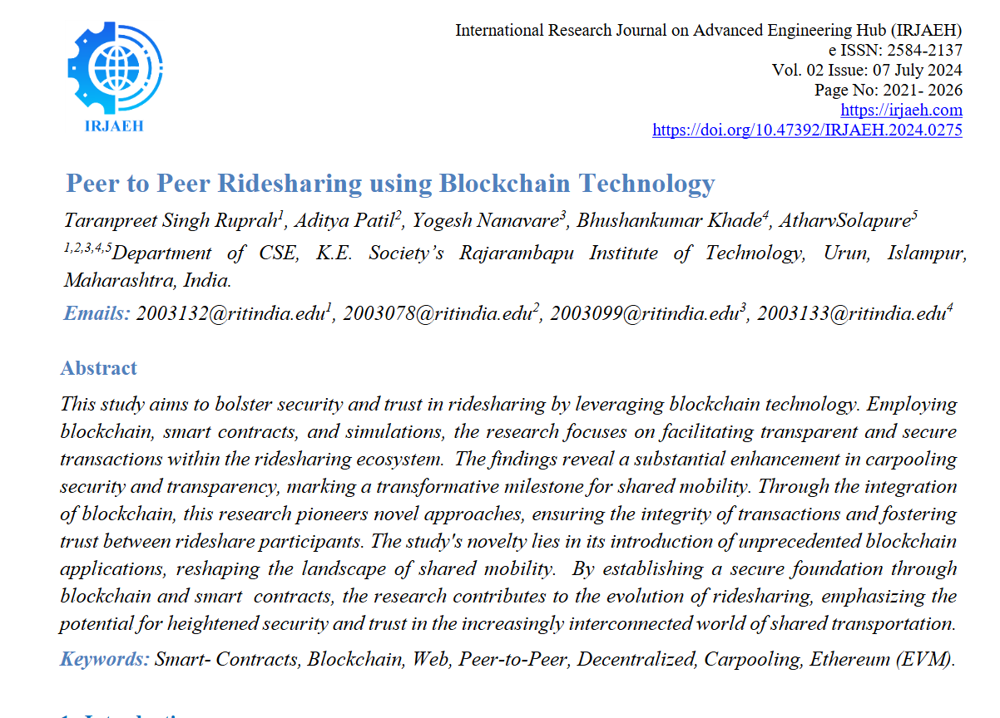 IRJAEH
International Research Journal on Advanced Engineering Hub (IRJAEH)
e ISSN: 2584-2137
Vol. 02 Issue: 07 July 2024
Page No: 2021- 2026
https://irjaeh.com
https://doi.org/10.47392/IRJAEH.2024.0275
Peer to Peer Ridesharing using Blockchain Technology
Taranpreet Singh Ruprah1, Aditya Patil2, Yogesh Nanavare3, Bhushankumar Khade4, AtharvSolapure5
1,2,3,4,5Department of CSE, K.E. Society’s Rajarambapu Institute of Technology, Urun, Islampur,
Maharashtra, India.
Emails: 2003132@ritindia.edu1, 2003078@ritindia.edu2, 2003099@ritindia.edu3, 2003133@ritindia.edu4
Abstract
This study aims to bolster security and trust in ridesharing by leveraging blockchain technology. Employing
blockchain, smart contracts, and simulations, the research focuses on facilitating transparent and secure
transactions within the ridesharing ecosystem.  The findings reveal a substantial enhancement in carpooling
security and transparency, marking a transformative milestone for shared mobility. Through the integration
of blockchain, this research pioneers novel approaches, ensuring the integrity of transactions and fostering
trust between rideshare participants. The study's novelty lies in its introduction of unprecedented blockchain
applications, reshaping the landscape of shared mobility.  By establishing a secure foundation through
blockchain and smart  contracts, the research contributes to the evolution of ridesharing, emphasizing the
potential for heightened security and trust in the increasingly interconnected world of shared transportation.
Keywords: Smart- Contracts, Blockchain, Web, Peer-to-Peer, Decentralized, Carpooling, Ethereum (EVM).